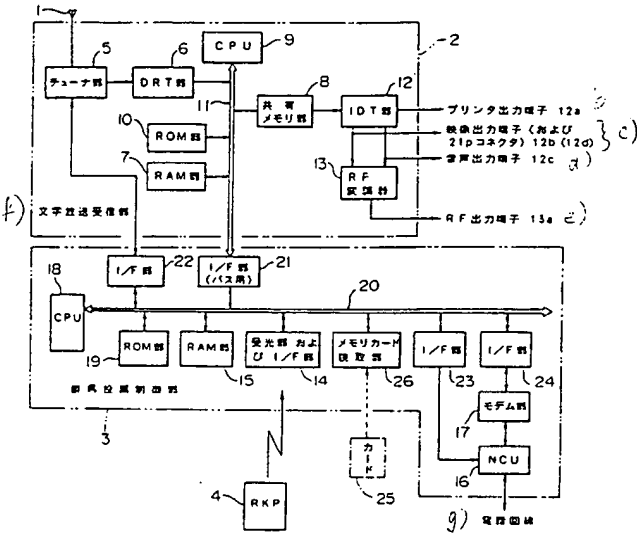 1
5
6
CPU
9
2
チューナ部
DRT部
8
12
11
共有
メモリ部
IDT部
b
プリンタ出力端子 12a
10
ROM部
映像出力端子(および
21pコネクタ) 12b(12d)
c)
7
RAM部
13
RF
変調器
音声出力端子 12c
d)
f)
文字放送受信部
RF出力端子 13a
e)
18
I/F部
22
I/F部
(バス用)
21
20
CPU
19
ROM部
RAM部
15
受光部および I/F部
14
メモリカード
読取部
26
I/F部
23
I/F部
24
3
モデム部
17
NCU
16
4
RKP
カード
25
g)